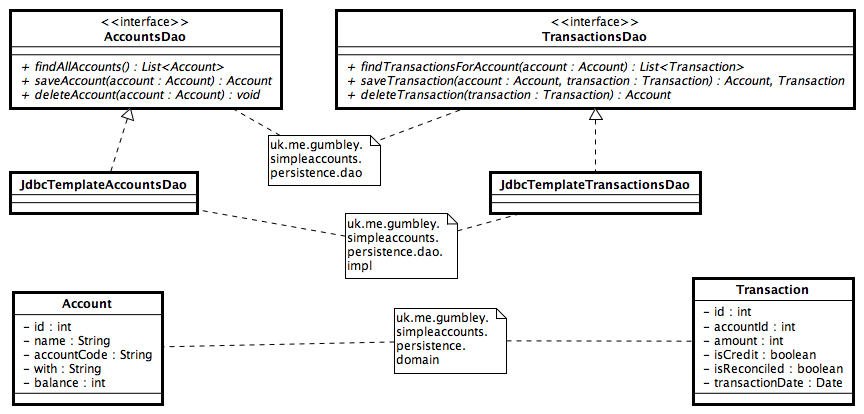 <<interface>>
AccountsDao
+ findAllAccounts() : List<Account>
+ saveAccount(account : Account) : Account
+ deleteAccount(account : Account) : void
<<interface>>
TransactionsDao
+ findTransactionsForAccount(account : Account) : List<Transaction>
+ saveTransaction(account : Account, transaction : Transaction) : Account, Transaction
+ deleteTransaction(transaction : Transaction) : Account
uk.me.gumbley.
simpleaccounts.
persistence.dao
JdbcTemplateAccountsDao
JdbcTemplateTransactionsDao
uk.me.gumbley.
simpleaccounts.
persistence.dao.
impl
Account
- id : int
- name : String
- accountCode : String
- with : String
- balance : int
uk.me.gumbley.
simpleaccounts.
persistence.
domain
Transaction
- id : int
- accountId : int
- amount : int
- isCredit : boolean
- isReconciled : boolean
- transactionDate : Date